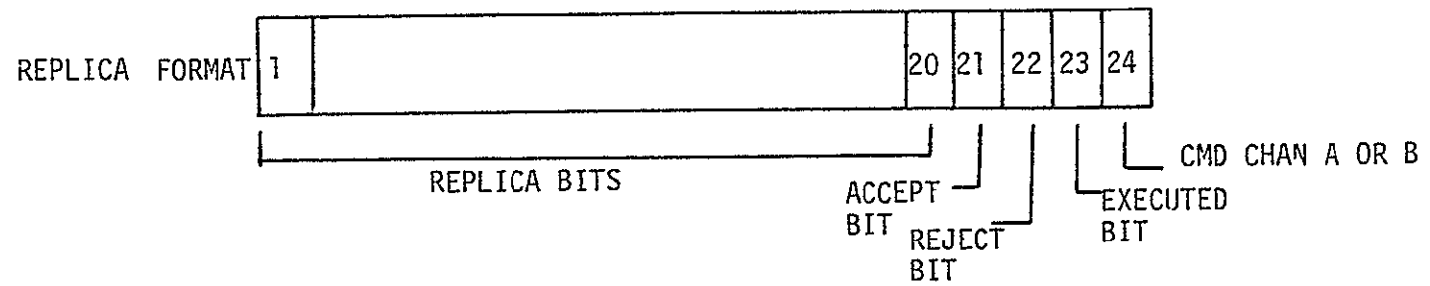 REPLICA FORMAT 1 20 21 22 23 24
CMD CHAN A OR B
REPLICA BITS
ACCEPT
BIT
EXECUTED
BIT
REJECT
BIT